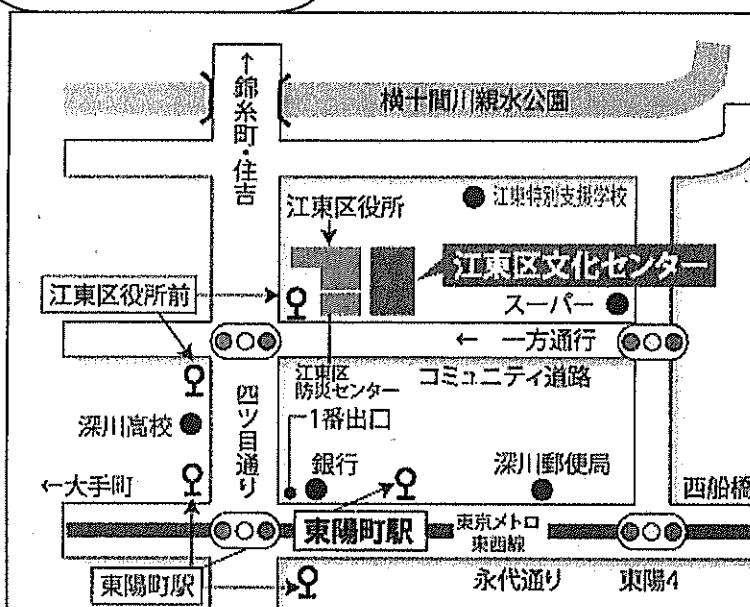 ↑錦糸町・住吉
横十間川親水公園
江東区役所
江東特別支援学校
江東区文化センター
江東区役所前
スーパー
← 一方通行
江東区
防災センター
コミュニティ道路
四ツ目通り
深川高校
1番出口
銀行
深川郵便局
←大手町
西船橋
東陽町駅
東京メトロ
東西線
東陽町駅
永代通り
東陽4